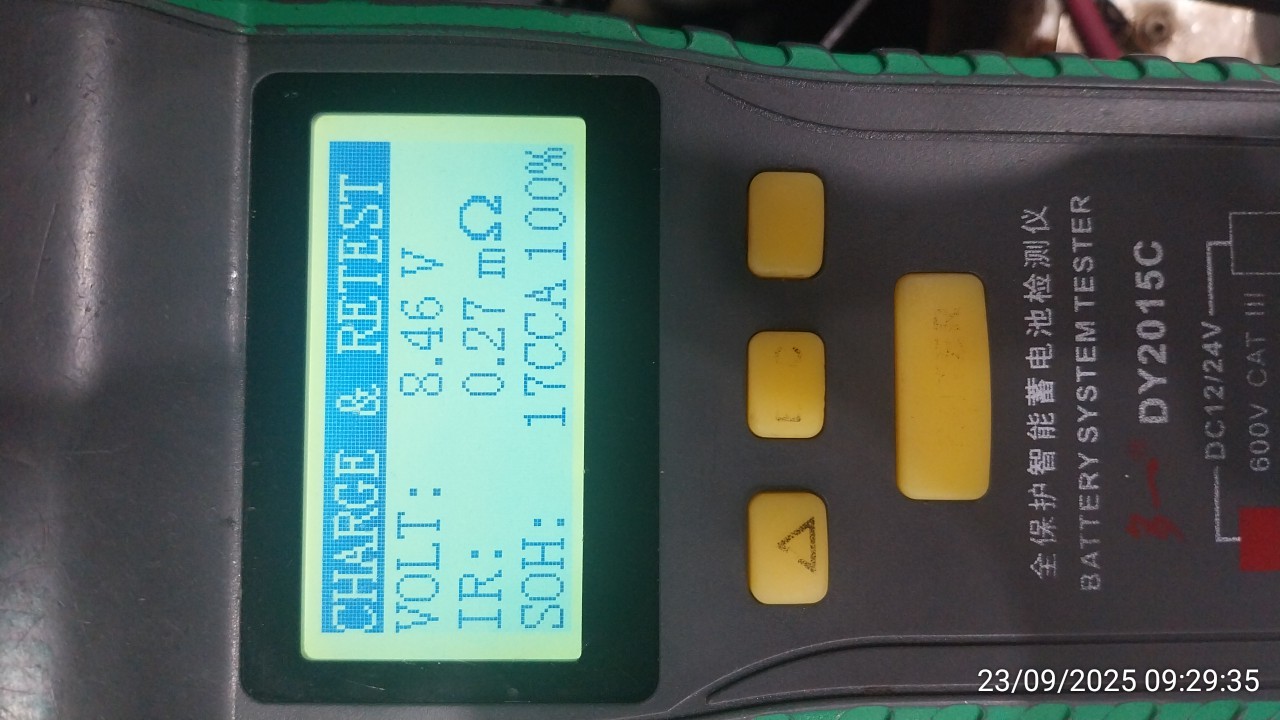 CHARGE & RETEST
VOLT: 8.46 V
IR: 0.27 mΩ
SOH: 170CCA 100%
全保护智能蓄电池检测仪
BATTERY SYSTEM TESTER
DY2015C
DC12/24V
600V CAT III
23/09/2025 09:29:35